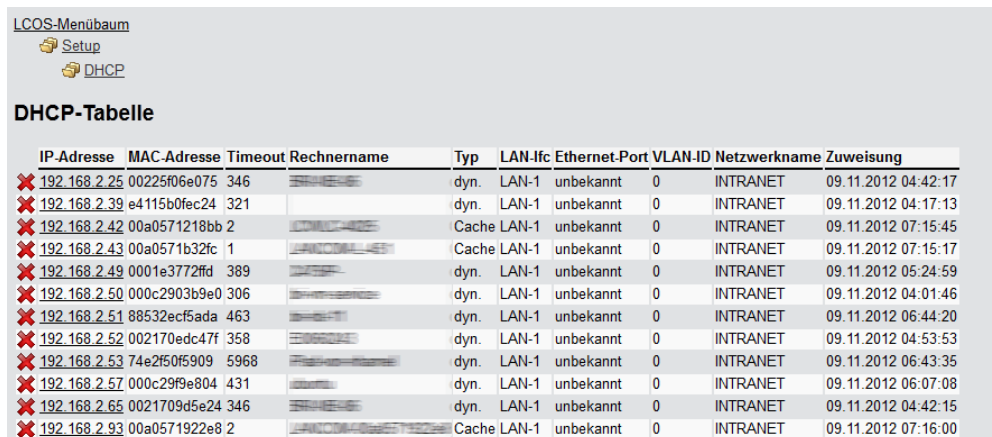 LCOS-Menübaum
Setup
DHCP
DHCP-Tabelle
IP-Adresse MAC-Adresse Timeout Rechnername Typ LAN-Ifc Ethernet-Port VLAN-ID Netzwerkname Zuweisung
192.168.2.25 00225f06e075 346 dyn. LAN-1 unbekannt 0 INTRANET 09.11.2012 04:42:17
192.168.2.39 e4115b0fec24 321 dyn. LAN-1 unbekannt 0 INTRANET 09.11.2012 04:17:13
192.168.2.42 00a0571218bb 2 Cache LAN-1 unbekannt 0 INTRANET 09.11.2012 07:15:45
192.168.2.43 00a0571b32fc 1 Cache LAN-1 unbekannt 0 INTRANET 09.11.2012 07:15:17
192.168.2.49 0001e3772ffd 389 dyn. LAN-1 unbekannt 0 INTRANET 09.11.2012 05:24:59
192.168.2.50 000c2903b9e0 306 dyn. LAN-1 unbekannt 0 INTRANET 09.11.2012 04:01:46
192.168.2.51 88532ecf5ada 463 dyn. LAN-1 unbekannt 0 INTRANET 09.11.2012 06:44:20
192.168.2.52 002170edc47f 358 dyn. LAN-1 unbekannt 0 INTRANET 09.11.2012 04:53:53
192.168.2.53 74e2f50f5909 5968 dyn. LAN-1 unbekannt 0 INTRANET 09.11.2012 06:43:35
192.168.2.57 000c29f9e804 431 dyn. LAN-1 unbekannt 0 INTRANET 09.11.2012 06:07:08
192.168.2.65 0021709d5e24 346 dyn. LAN-1 unbekannt 0 INTRANET 09.11.2012 04:42:15
192.168.2.93 00a0571922e8 2 Cache LAN-1 unbekannt 0 INTRANET 09.11.2012 07:16:00